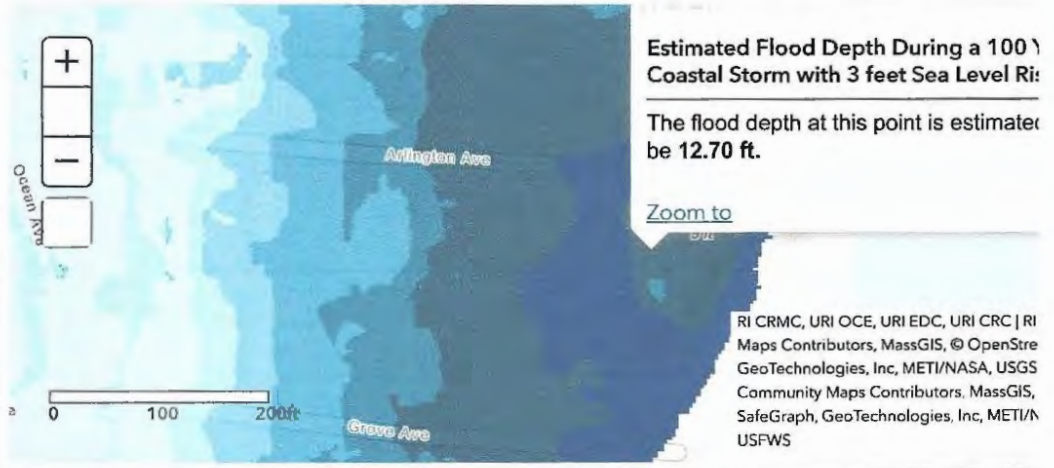 Estimated Flood Depth During a 100 Y
Coastal Storm with 3 feet Sea Level Ris
The flood depth at this point is estimated
be 12.70 ft.
Zoom to
+
−
Ocean Ave
Arlington Ave
Grove Ave
0 100 200ft
RI CRMC, URI OCE, URI EDC, URI CRC | RI
Maps Contributors, MassGIS, © OpenStre
GeoTechnologies, Inc, METI/NASA, USGS
Community Maps Contributors, MassGIS,
SafeGraph, GeoTechnologies, Inc, METI/N
USFWS